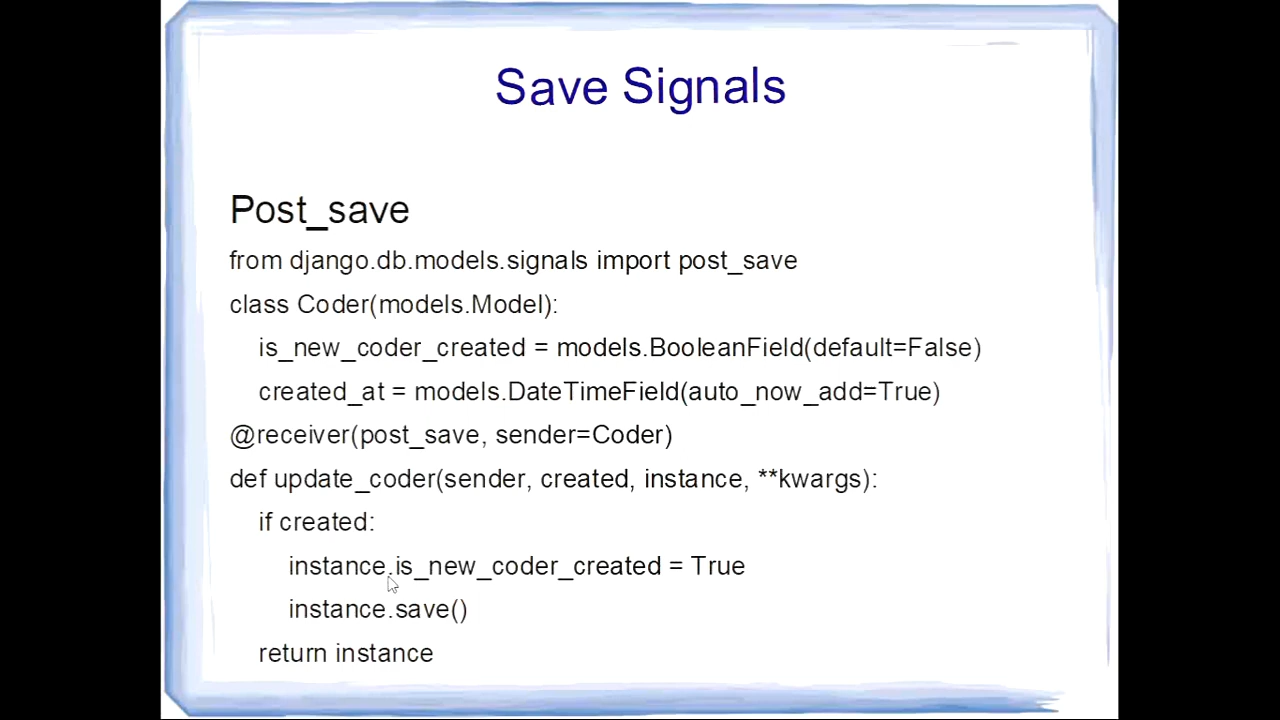 Save Signals
Post_save
from django.db.models.signals import post_save
class Coder(models.Model):
is_new_coder_created = models.BooleanField(default=False)
created_at = models.DateTimeField(auto_now_add=True)
@receiver(post_save, sender=Coder)
def update_coder(sender, created, instance, **kwargs):
if created:
instance.is_new_coder_created = True
instance.save()
return instance